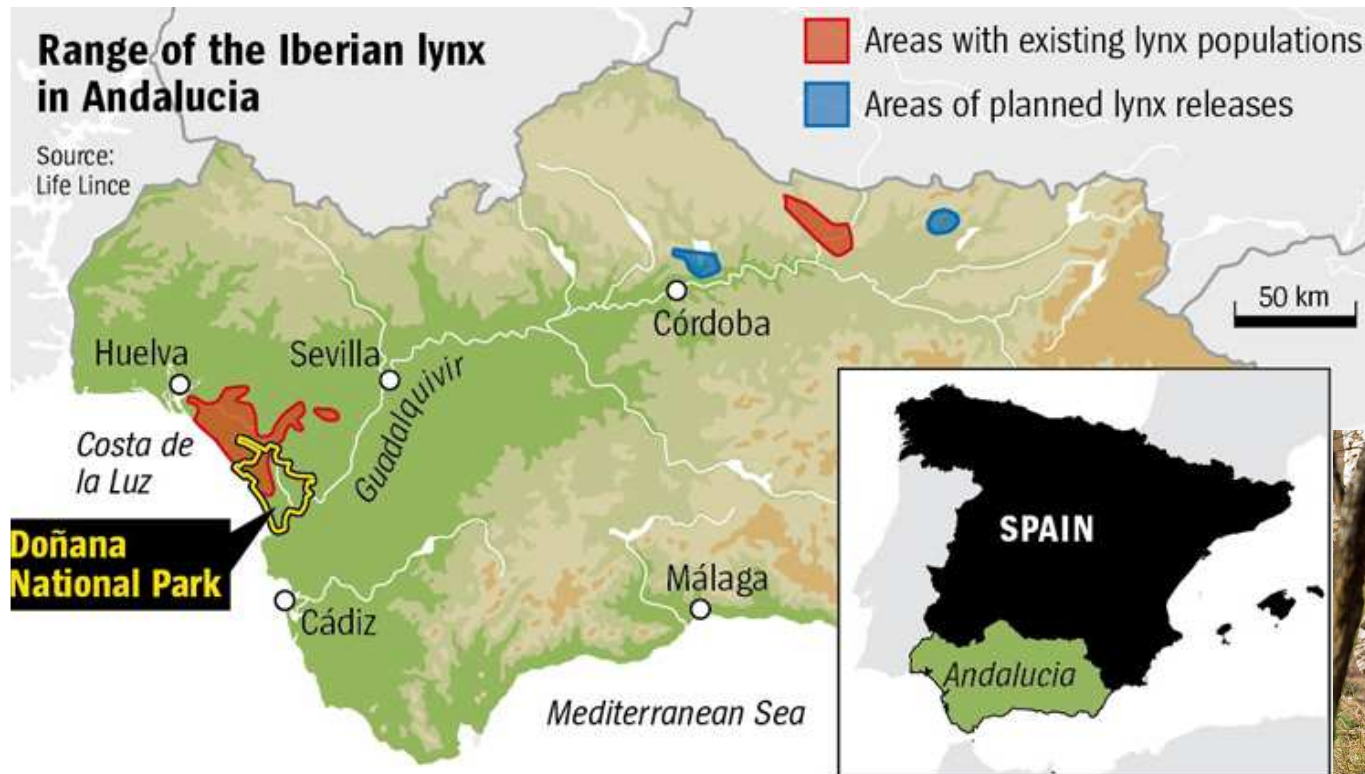 Range of the Iberian lynx
in Andalucia
Source:
Life Lince
Areas with existing lynx populations
Areas of planned lynx releases
50 km
Córdoba
Huelva
Sevilla
Guadalquivir
Costa de
la Luz
Doñana
National Park
Cádiz
Málaga
Mediterranean Sea
SPAIN
Andalucia